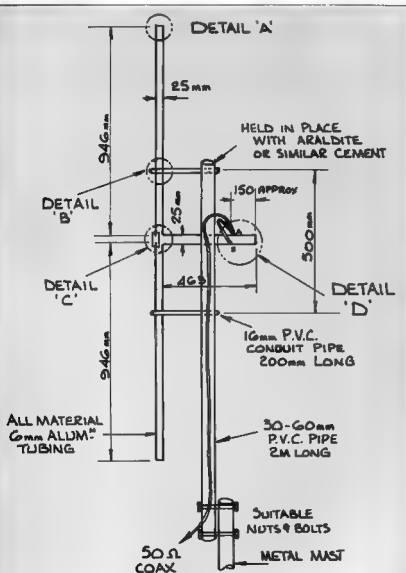 DETAIL 'A'
25mm
946mm
HELD IN PLACE
WITH ARALDITE
OR SIMILAR CEMENT
DETAIL
'B'
150 APPROX
25mm
A
B
500mm
DETAIL
'C'
463
DETAIL
'D'
16mm P.V.C.
CONDUIT PIPE
200mm LONG
946mm
ALL MATERIAL
6mm ALUMN
TUBING
30-60mm
P.V.C. PIPE
2M LONG
SUITABLE
NUTS & BOLTS
50Ω
COAX
METAL MAST